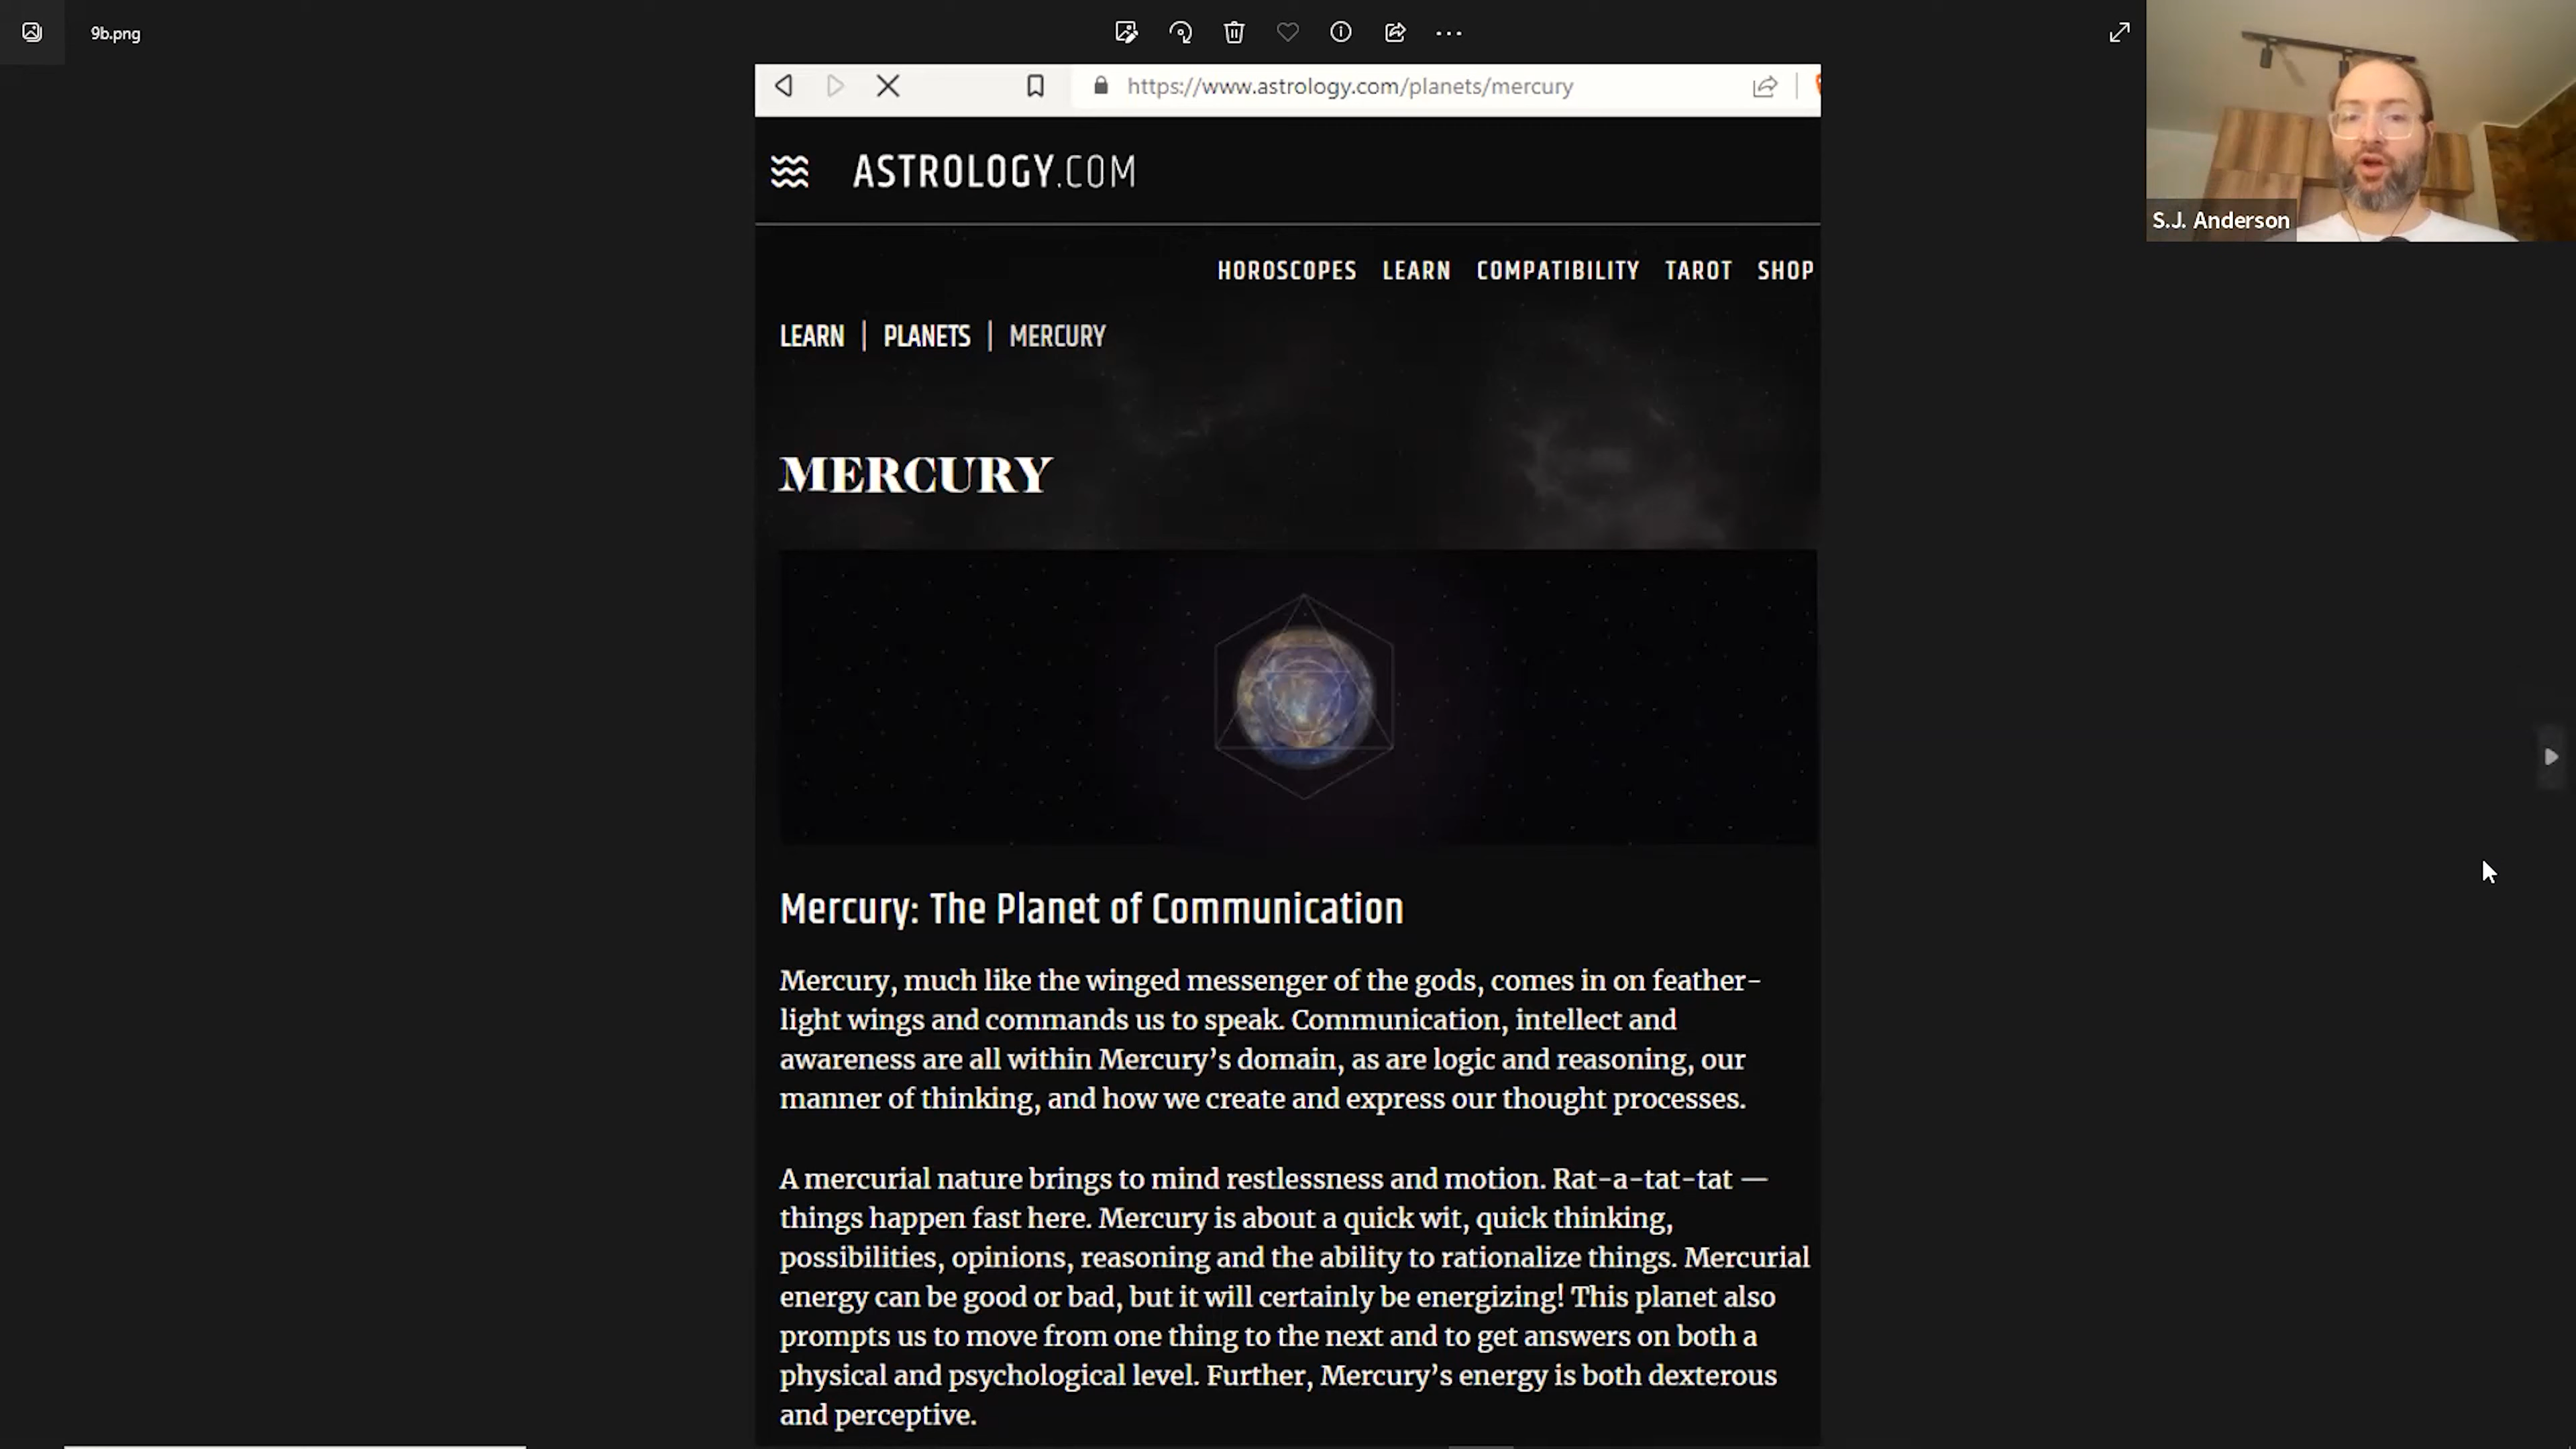 9b.png
https://www.astrology.com/planets/mercury
ASTROLOGY.COM
S.J. Anderson
HOROSCOPES LEARN COMPATIBILITY TAROT SHOP
LEARN | PLANETS | MERCURY
MERCURY
Mercury: The Planet of Communication
Mercury, much like the winged messenger of the gods, comes in on feather-
light wings and commands us to speak. Communication, intellect and
awareness are all within Mercury’s domain, as are logic and reasoning, our
manner of thinking, and how we create and express our thought processes.
A mercurial nature brings to mind restlessness and motion. Rat-a-tat-tat —
things happen fast here. Mercury is about a quick wit, quick thinking,
possibilities, opinions, reasoning and the ability to rationalize things. Mercurial
energy can be good or bad, but it will certainly be energizing! This planet also
prompts us to move from one thing to the next and to get answers on both a
physical and psychological level. Further, Mercury’s energy is both dexterous
and perceptive.